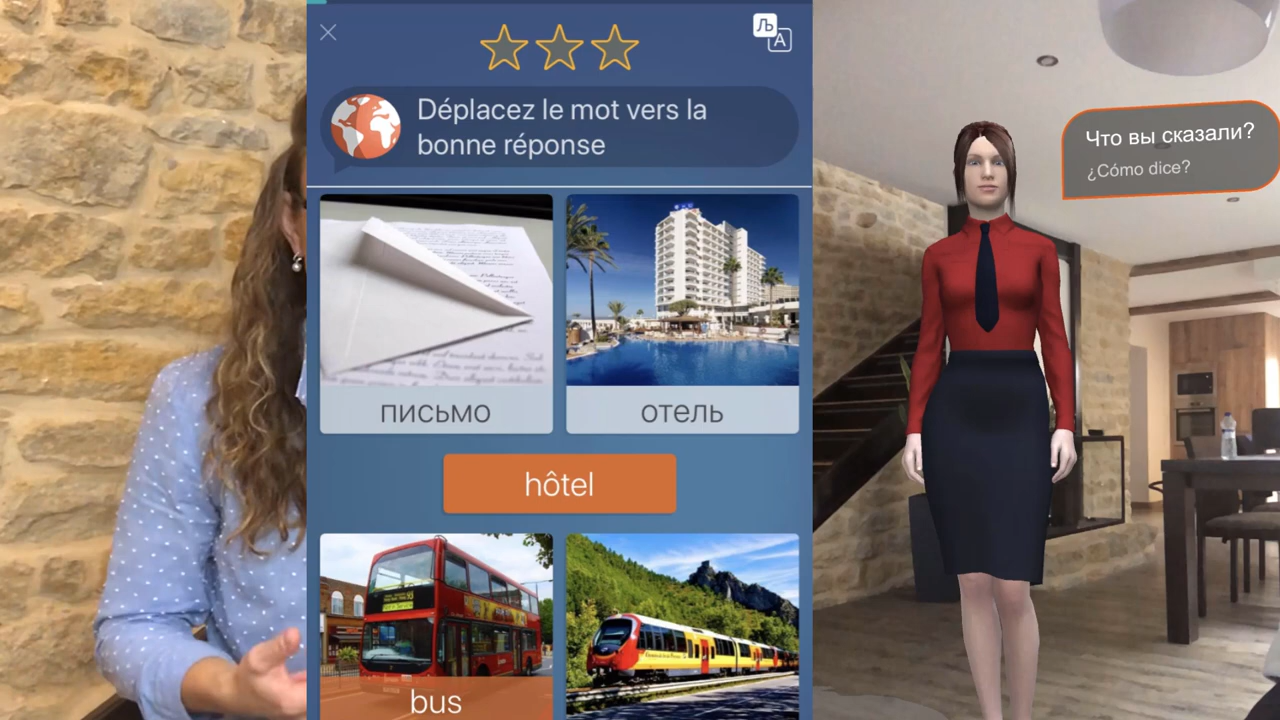 Љ
A
Déplacez le mot vers la
bonne réponse
письмо
отель
hôtel
bus
Что вы сказали?
¿Cómo dice?